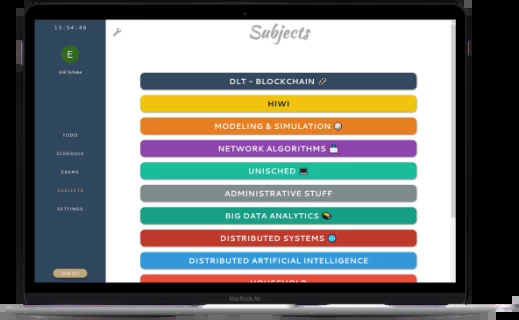 13:54:49
Subjects
E
Erik Schake
DLT - BLOCKCHAIN
HIWI
MODELING & SIMULATION
NETWORK ALGORITHMS
UNISCHED
ADMINISTRATIVE STUFF
BIG DATA ANALYTICS
DISTRIBUTED SYSTEMS
DISTRIBUTED ARTIFICIAL INTELLIGENCE
HOUSEHOLD
TODO
SCHEDULE
EXAMS
SUBJECTS
SETTINGS
SIGN OUT
MacBook Air